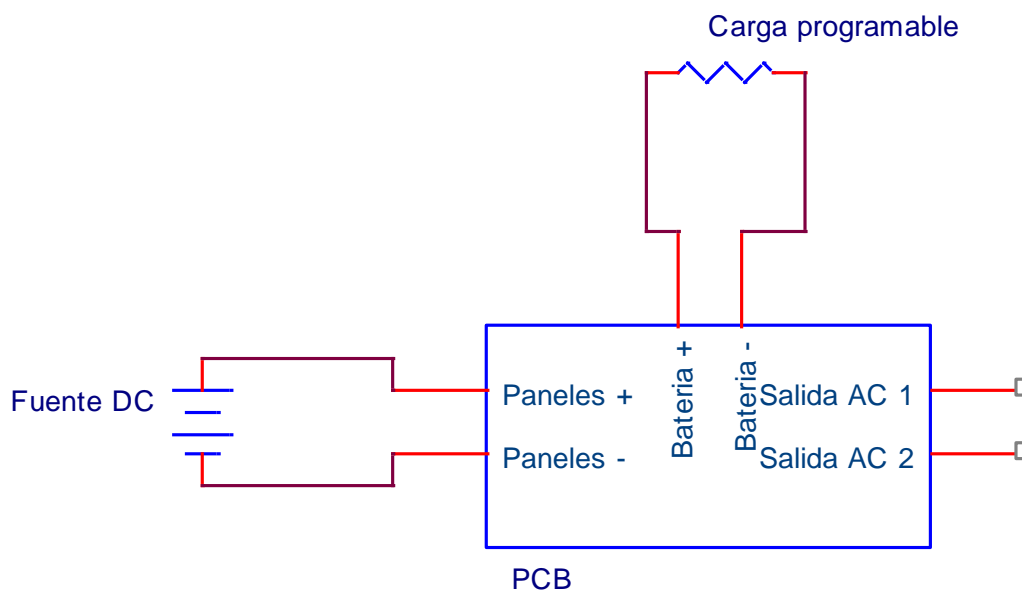 Carga programable
Fuente DC
Paneles +
Paneles -
Bateria +
Bateria -
Salida AC 1
Salida AC 2
PCB